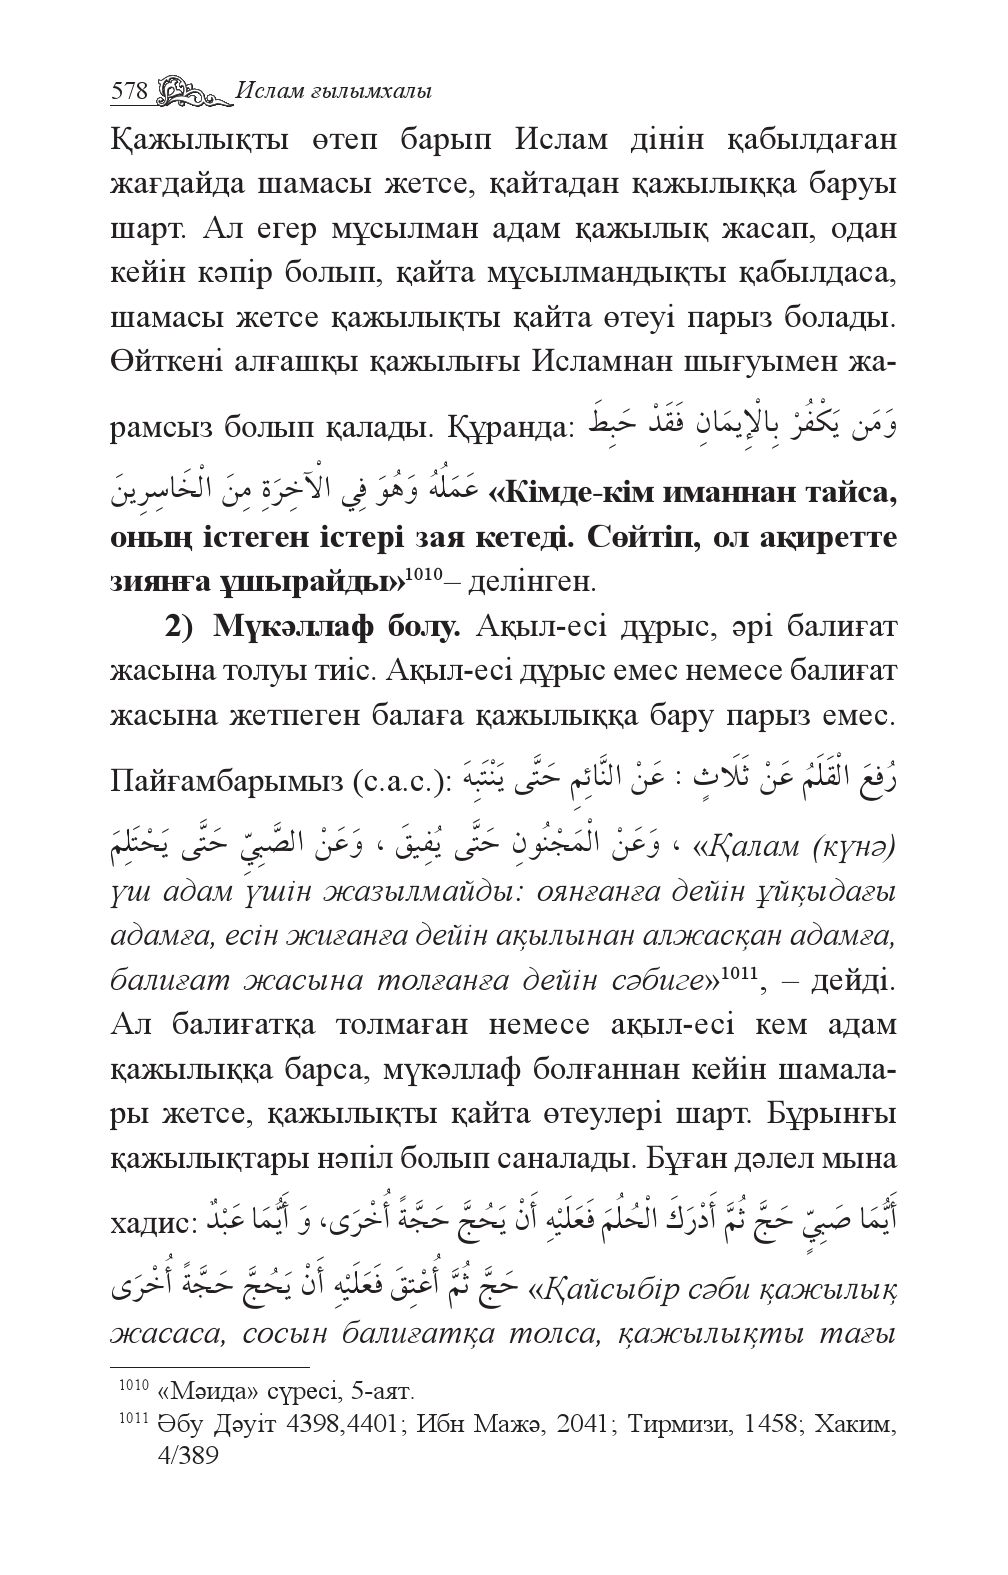 578 Ислам ғылымхалы
Қажылықты өтеп барып Ислам дінін қабылдаған
жағдайда шамасы жетсе, қайтадан қажылыққа баруы
шарт. Ал егер мұсылман адам қажылық жасап, одан
кейін кәпір болып, қайта мұсылмандықты қабылдаса,
шамасы жетсе қажылықты қайта өтеуі парыз болады.
Өйткені алғашқы қажылығы Исламнан шығуымен жа-
рамсыз болып қалады. Құранда: وَمَن يَكْفُرْ بِالْإِيمَانِ فَقَدْ حَبِطَ
عَمَلُهُ وَهُوَ فِي الْآخِرَةِ مِنَ الْخَاسِرِينَ «Кімде-кім иманнан тайса,
оның істеген істері зая кетеді. Сөйтіп, ол ақиретте
зиянға ұшырайды»¹⁰¹⁰– делінген.
2) Мүкәллаф болу. Ақыл-есі дұрыс, әрі балиғат
жасына толуы тиіс. Ақыл-есі дұрыс емес немесе балиғат
жасына жетпеген балаға қажылыққа бару парыз емес.
Пайғамбарымыз (с.а.с.): رُفِعَ الْقَلَمُ عَنْ ثَلَاثٍ : عَنْ النَّائِمِ حَتَّى يَنْتَبِهَ
، وَعَنْ الْمَجْنُونِ حَتَّى يُفِيقَ ، وَعَنْ الصَّبِيِّ حَتَّى يَحْتَلِمَ «Қалам (күнә)
үш адам үшін жазылмайды: оянғанға дейін ұйқыдағы
адамға, есін жиғанға дейін ақылынан алжасқан адамға,
балиғат жасына толғанға дейін сәбиге»¹⁰¹¹, – дейді.
Ал балиғатқа толмаған немесе ақыл-есі кем адам
қажылыққа барса, мүкәллаф болғаннан кейін шамала-
ры жетсе, қажылықты қайта өтеулері шарт. Бұрынғы
қажылықтары нәпіл болып саналады. Бұған дәлел мына
хадис: أَيُّمَا صَبِيٍّ حَجَّ ثُمَّ أَدْرَكَ الْحُلُمَ فَعَلَيْهِ أَنْ يَحُجَّ حَجَّةً أُخْرَى، وَ أَيُّمَا عَبْدٌ
حَجَّ ثُمَّ أُعْتِقَ فَعَلَيْهِ أَنْ يَحُجَّ حَجَّةً أُخْرَى «Қайсыбір сәби қажылық
жасаса, сосын балиғатқа толса, қажылықты тағы
¹⁰¹⁰ «Мәида» сүресі, 5-аят.
¹⁰¹¹ Әбу Дәуіт 4398,4401; Ибн Мажә, 2041; Тирмизи, 1458; Хаким,
4/389